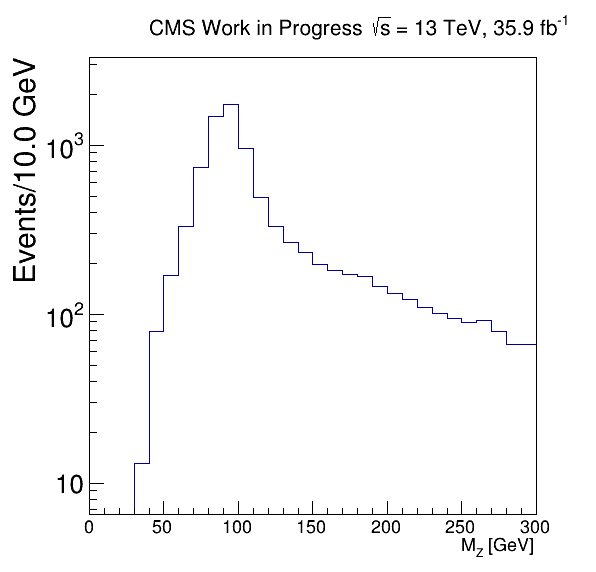 CMS Work in Progress √s = 13 TeV, 35.9 fb⁻¹
Events/10.0 GeV
10³
10²
10
0 50 100 150 200 250 300
M_Z [GeV]